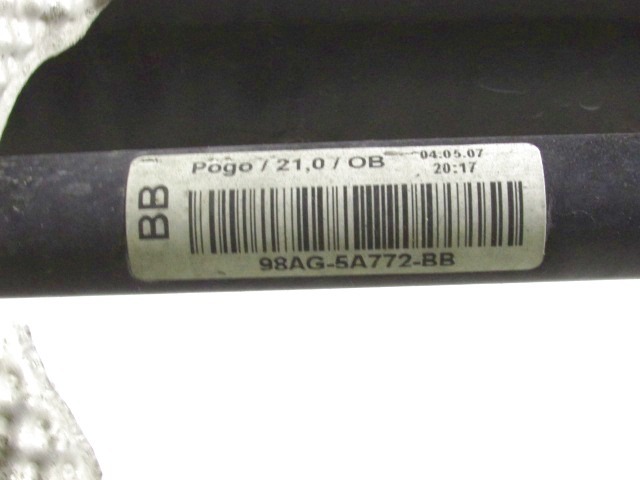 BB
Pogo / 21,0 / OB
04.05.07
20:17
98AG-5A772-BB